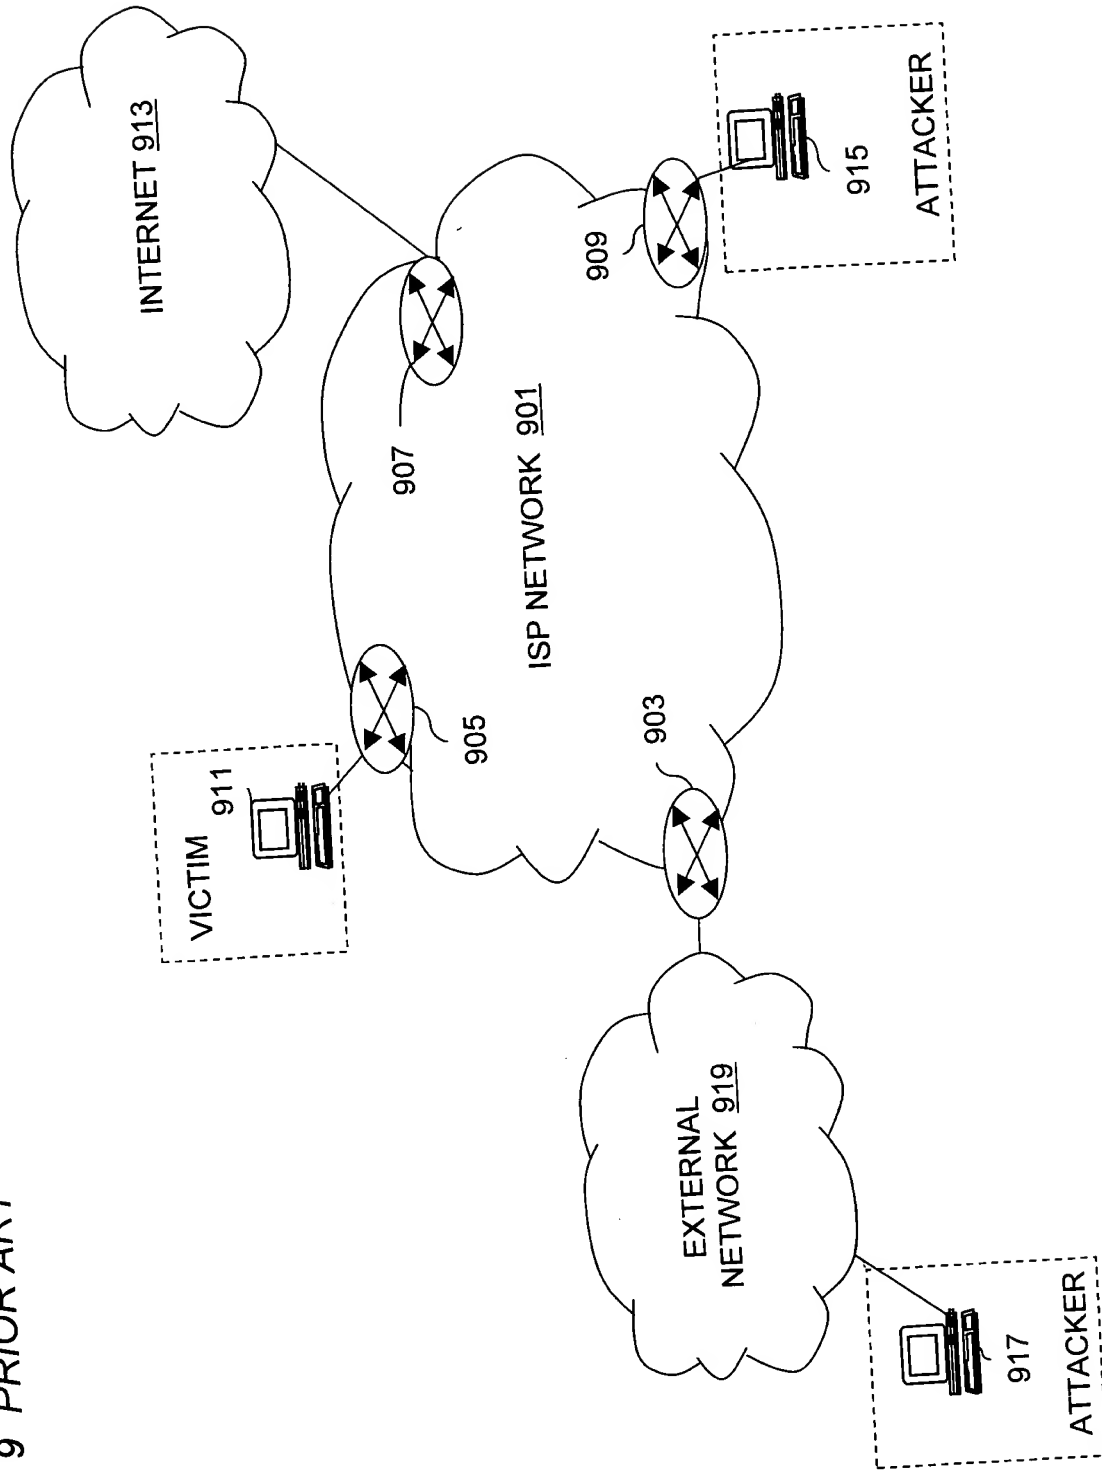 9 PRIOR ART
INTERNET 913
VICTIM
911
905
907
ISP NETWORK 901
903
909
915
ATTACKER
EXTERNAL
NETWORK 919
917
ATTACKER